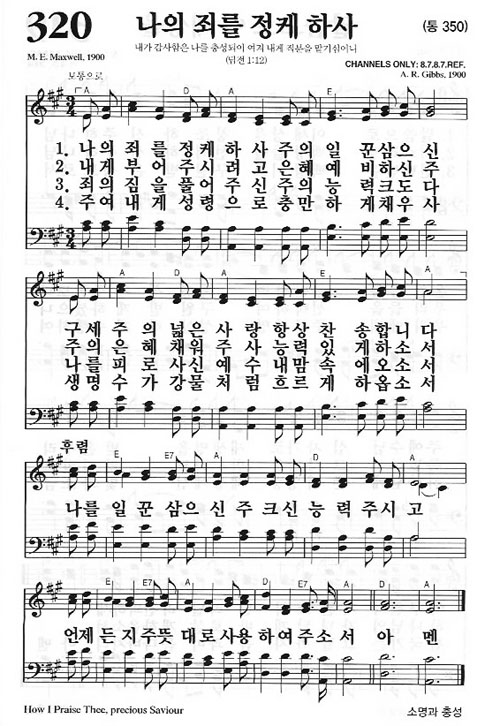 320 나의 죄를 정케 하사 (통 350)
내가 감사함은 나를 충성되이 여겨 내게 직분을 맡기심이니
(딤전 1:12)
M. E. Maxwell, 1900
CHANNELS ONLY: 8.7.8.7.REF.
A. R. Gibbs, 1900
보통으로
A D A E
1. 나의 죄를 정케 하사 주의 일꾼 삼으신
2. 내게 부어 주시려고 은혜 예비하신 주
3. 죄의 짐을 풀어 주신 주의 능력 크도다
4. 주여 내게 성령으로 충만하게 채우사
A D A E A
구세주의 넓은 사랑 항상 찬송합니다
주의 은혜 채워 주사 능력 있게 하소서
나를 피로 사신 예수 내 맘 속에 오소서
생명수가 강물처럼 흐르게 하옵소서
후렴
E E7 A D A E
나를 일꾼 삼으신 주 크신 능력 주시고
E E7 A D E7 A D A
언제든지 주 뜻대로 사용하여 주소서 아멘
How I Praise Thee, precious Saviour
소명과 충성